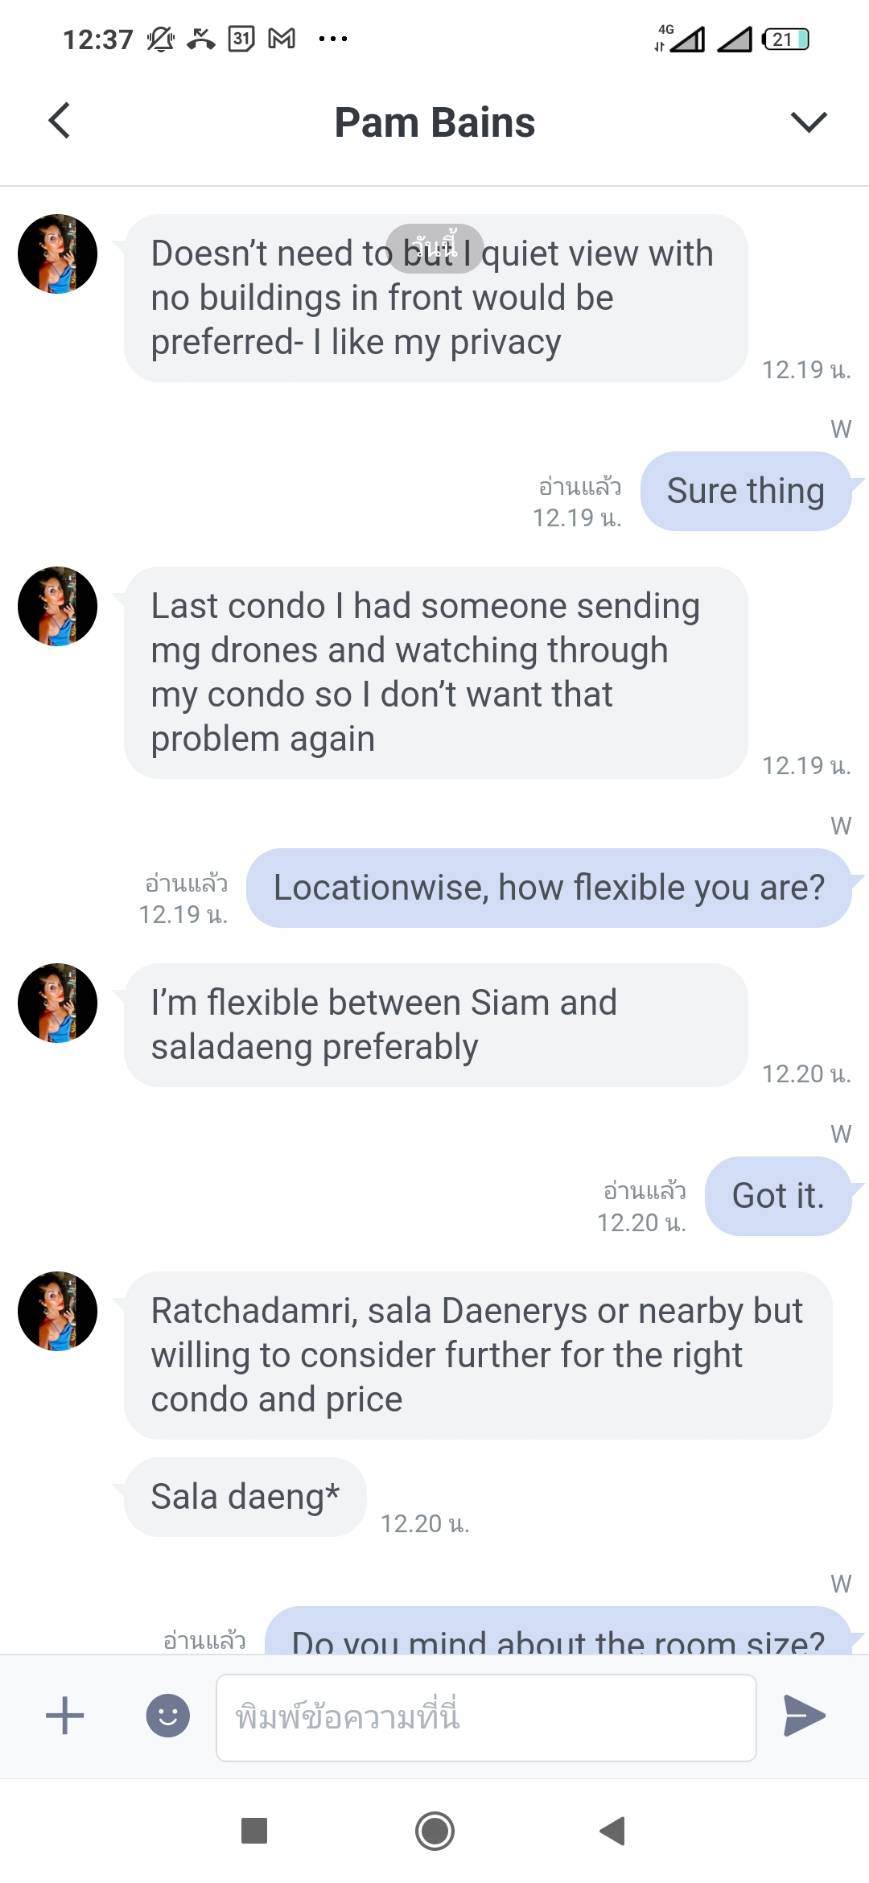 12:37
31
4G
21
Pam Bains
วันนี้
Doesn't need to but I quiet view with
no buildings in front would be
preferred- I like my privacy
12.19 น.
W
Sure thing
อ่านแล้ว
12.19 น.
Last condo I had someone sending
mg drones and watching through
my condo so I don't want that
problem again
12.19 น.
W
Locationwise, how flexible you are?
อ่านแล้ว
12.19 น.
I'm flexible between Siam and
saladaeng preferably
12.20 น.
W
Got it.
อ่านแล้ว
12.20 น.
Ratchadamri, sala Daenerys or nearby but
willing to consider further for the right
condo and price
Sala daeng*
12.20 น.
W
Do you mind about the room size?
อ่านแล้ว
พิมพ์ข้อความที่นี่